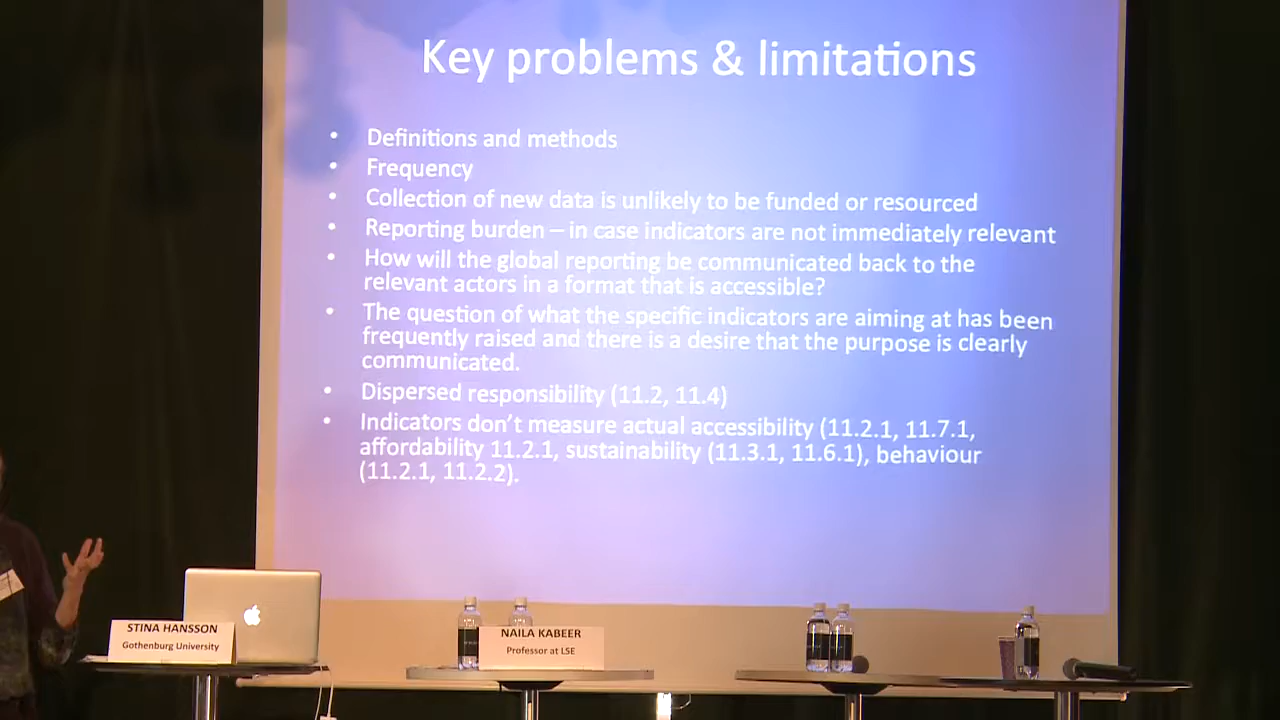 Key problems & limitations
• Definitions and methods
• Frequency
• Collection of new data is unlikely to be funded or resourced
• Reporting burden – in case indicators are not immediately relevant
• How will the global reporting be communicated back to the
relevant actors in a format that is accessible?
• The question of what the specific indicators are aiming at has been
frequently raised and there is a desire that the purpose is clearly
communicated.
• Dispersed responsibility (11.2, 11.4)
• Indicators don't measure actual accessibility (11.2.1, 11.7.1,
affordability 11.2.1, sustainability (11.3.1, 11.6.1), behaviour
(11.2.1, 11.2.2).
STINA HANSSON
Gothenburg University
NAILA KABEER
Professor at LSE